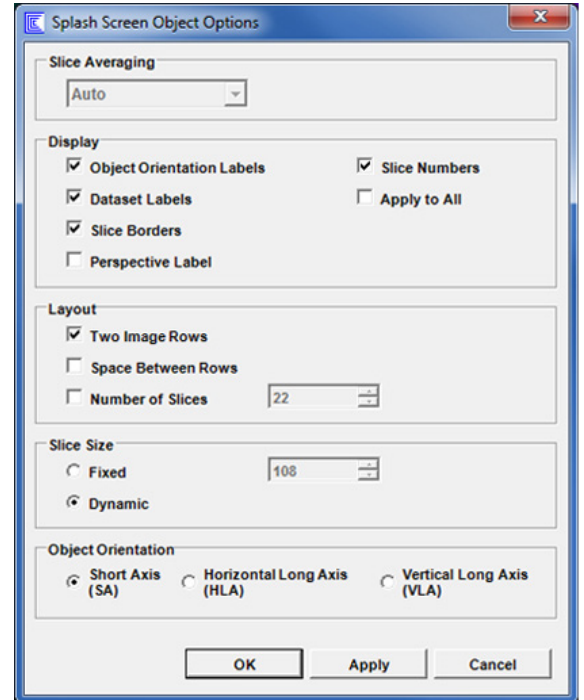 Splash Screen Object Options
Slice Averaging
Auto
Display
Object Orientation Labels
Slice Numbers
Dataset Labels
Apply to All
Slice Borders
Perspective Label
Layout
Two Image Rows
Space Between Rows
Number of Slices
22
Slice Size
Fixed
108
Dynamic
Object Orientation
Short Axis
(SA)
Horizontal Long Axis
(HLA)
Vertical Long Axis
(VLA)
OK
Apply
Cancel